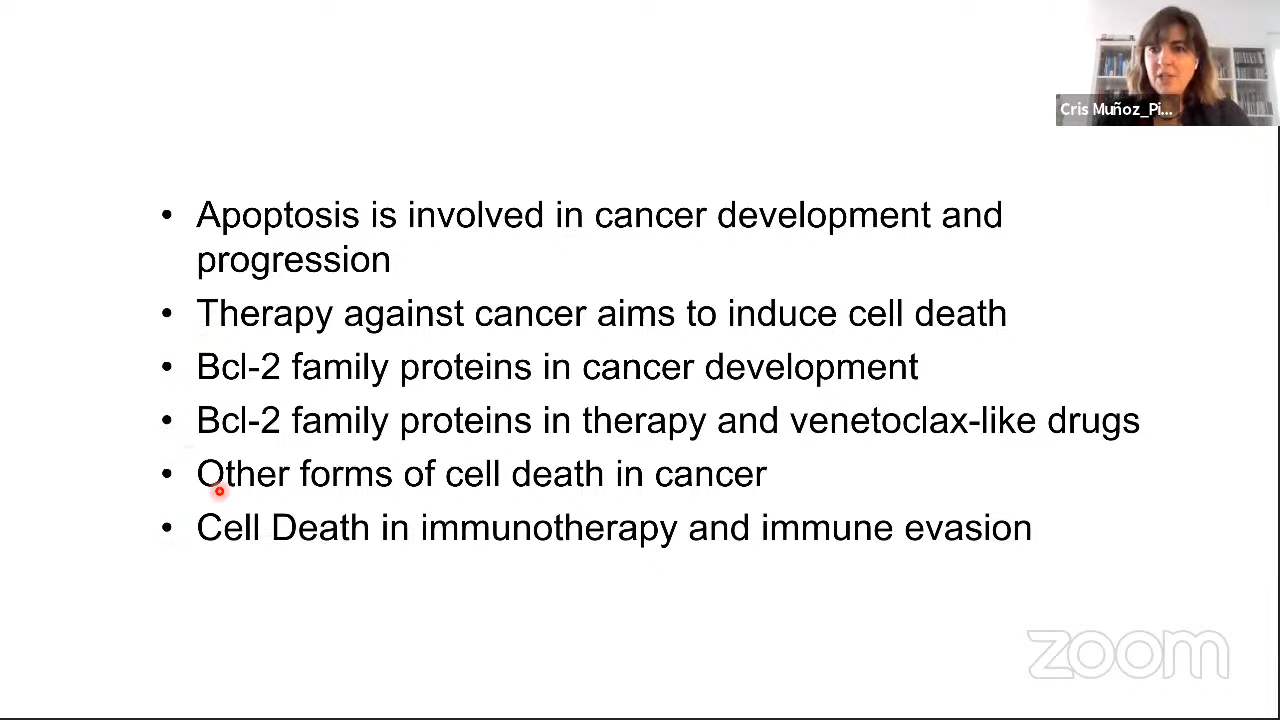 Cris Muñoz_Pi...
• Apoptosis is involved in cancer development and
progression
• Therapy against cancer aims to induce cell death
• Bcl-2 family proteins in cancer development
• Bcl-2 family proteins in therapy and venetoclax-like drugs
• Other forms of cell death in cancer
• Cell Death in immunotherapy and immune evasion
zoom